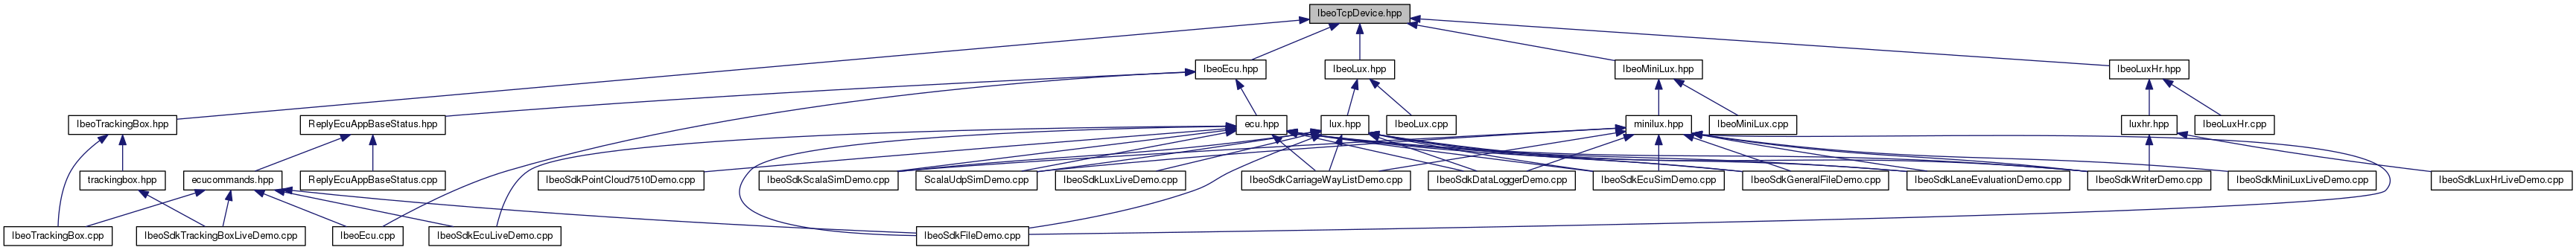 IbeoTcpDevice.hpp
IbeoEcu.hpp
IbeoLux.hpp
IbeoMiniLux.hpp
IbeoLuxHr.hpp
IbeoTrackingBox.hpp
ReplyEcuAppBaseStatus.hpp
ecu.hpp
lux.hpp
IbeoLux.cpp
minilux.hpp
IbeoMiniLux.cpp
luxhr.hpp
IbeoLuxHr.cpp
trackingbox.hpp
ecucommands.hpp
ReplyEcuAppBaseStatus.cpp
IbeoSdkPointCloud7510Demo.cpp
IbeoSdkScalaSimDemo.cpp
ScalaUdpSimDemo.cpp
IbeoSdkLuxLiveDemo.cpp
IbeoSdkCarriageWayListDemo.cpp
IbeoSdkDataLoggerDemo.cpp
IbeoSdkEcuSimDemo.cpp
IbeoSdkGeneralFileDemo.cpp
IbeoSdkLaneEvaluationDemo.cpp
IbeoSdkWriterDemo.cpp
IbeoSdkMiniLuxLiveDemo.cpp
IbeoSdkLuxHrLiveDemo.cpp
IbeoTrackingBox.cpp
IbeoSdkTrackingBoxLiveDemo.cpp
IbeoEcu.cpp
IbeoSdkEcuLiveDemo.cpp
IbeoSdkFileDemo.cpp